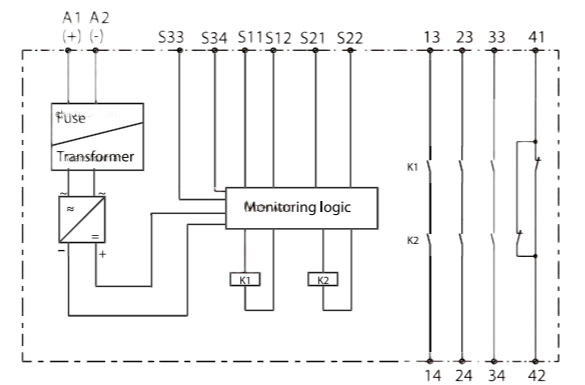 A1 A2
(+) (-) S33 S34 S11 S12 S21 S22 13 23 33 41
Fuse
Transformer
~ ~
≈
=
- +
Monitoring logic
K1 K2
K1
K2
14 24 34 42